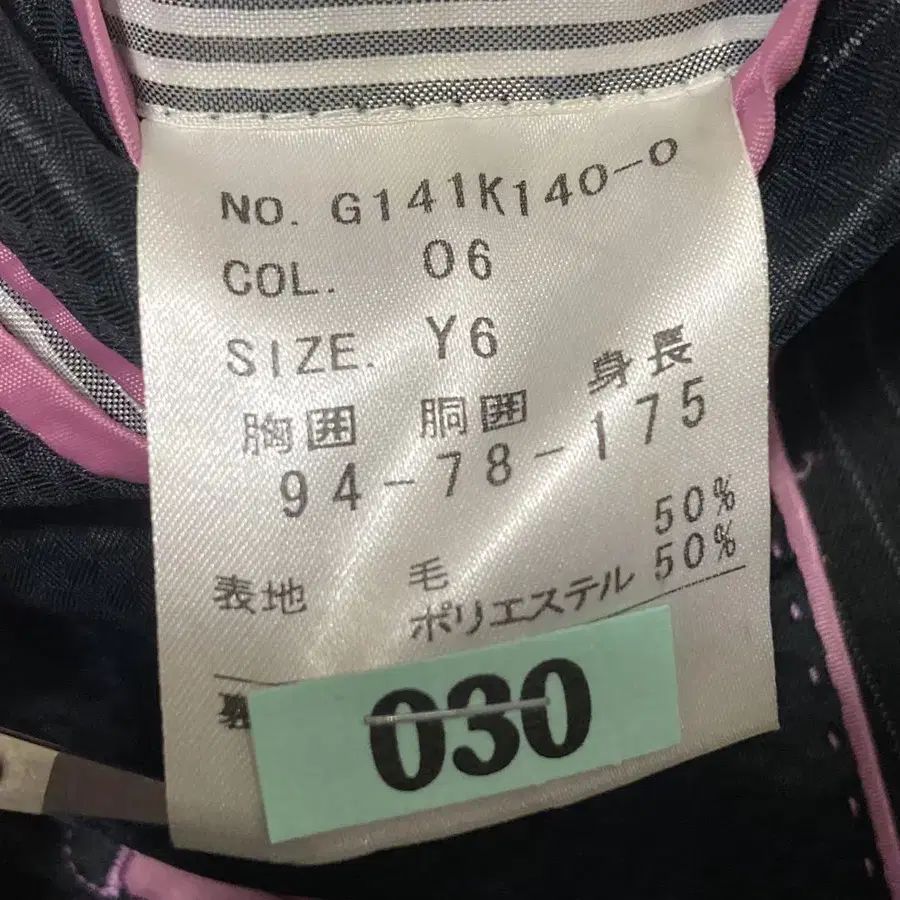 NO. G141K140-0
COL. 06
SIZE. Y6
胸囲 胴囲 身長
94-78-175
表地 毛 50%
ポリエステル 50%
030